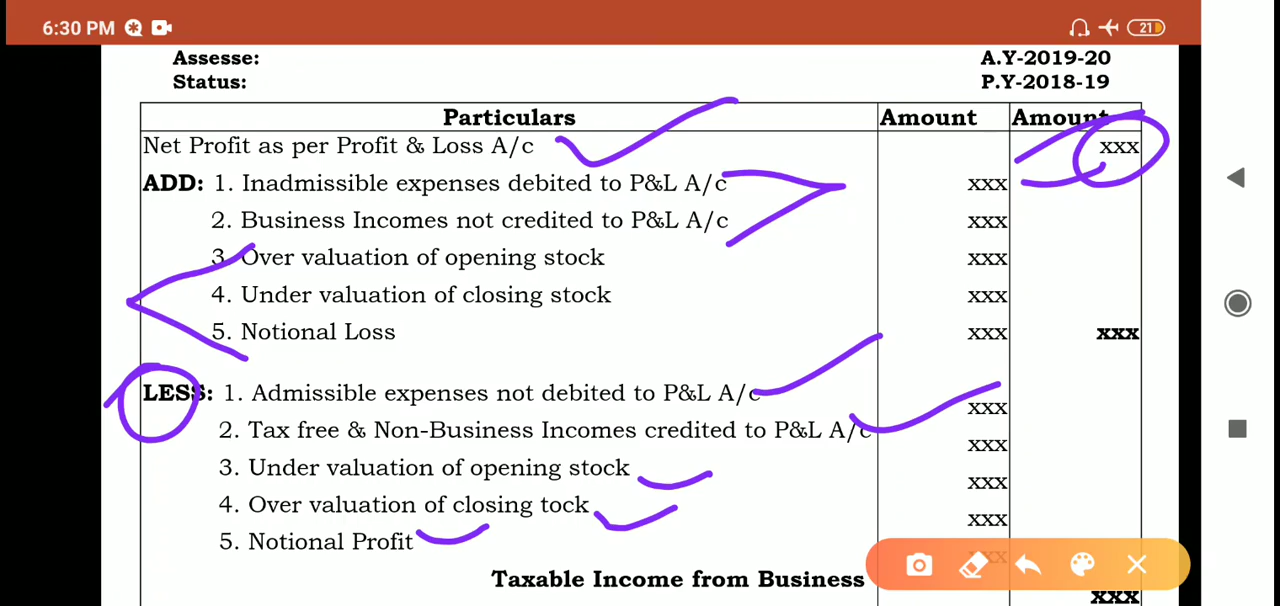 6:30 PM
21
Assesse: A.Y-2019-20
Status: P.Y-2018-19
Particulars Amount Amount
Net Profit as per Profit & Loss A/c xxx
ADD: 1. Inadmissible expenses debited to P&L A/c xxx
2. Business Incomes not credited to P&L A/c xxx
3. Over valuation of opening stock xxx
4. Under valuation of closing stock xxx
5. Notional Loss xxx xxx
LESS: 1. Admissible expenses not debited to P&L A/c xxx
2. Tax free & Non-Business Incomes credited to P&L A/c xxx
3. Under valuation of opening stock xxx
4. Over valuation of closing tock xxx
5. Notional Profit xxx
xxx
Taxable Income from Business